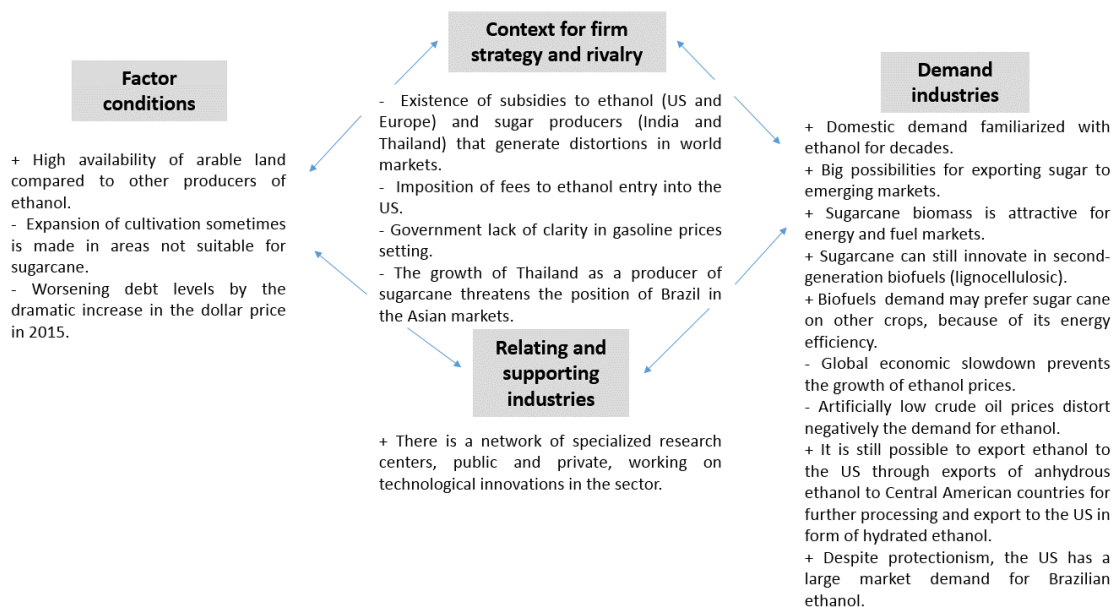 Context for firm
strategy and rivalry
Factor
conditions
Demand
industries
+ High availability of arable land
compared to other producers of
ethanol.
- Expansion of cultivation sometimes
is made in areas not suitable for
sugarcane.
- Worsening debt levels by the
dramatic increase in the dollar price
in 2015.
- Existence of subsidies to ethanol (US
and Europe) and sugar producers (India and
Thailand) that generate distortions in world
markets.
- Imposition of fees to ethanol entry into the
US.
- Government lack of clarity in gasoline prices
setting.
- The growth of Thailand as a producer of
sugarcane threatens the position of Brazil in
the Asian markets.
Relating and
supporting
industries
+ There is a network of specialized research
centers, public and private, working on
technological innovations in the sector.
+ Domestic demand familiarized with
ethanol for decades.
+ Big possibilities for exporting sugar to
emerging markets.
+ Sugarcane biomass is attractive for
energy and fuel markets.
+ Sugarcane can still innovate in second-
generation biofuels (lignocellulosic).
+ Biofuels demand may prefer sugar cane
on other crops, because of its energy
efficiency.
- Global economic slowdown prevents
the growth of ethanol prices.
- Artificially low crude oil prices distort
negatively the demand for ethanol.
+ It is still possible to export ethanol to
the US through exports of anhydrous
ethanol to Central American countries for
further processing and export to the US in
form of hydrated ethanol.
+ Despite protectionism, the US has a
large market demand for Brazilian
ethanol.